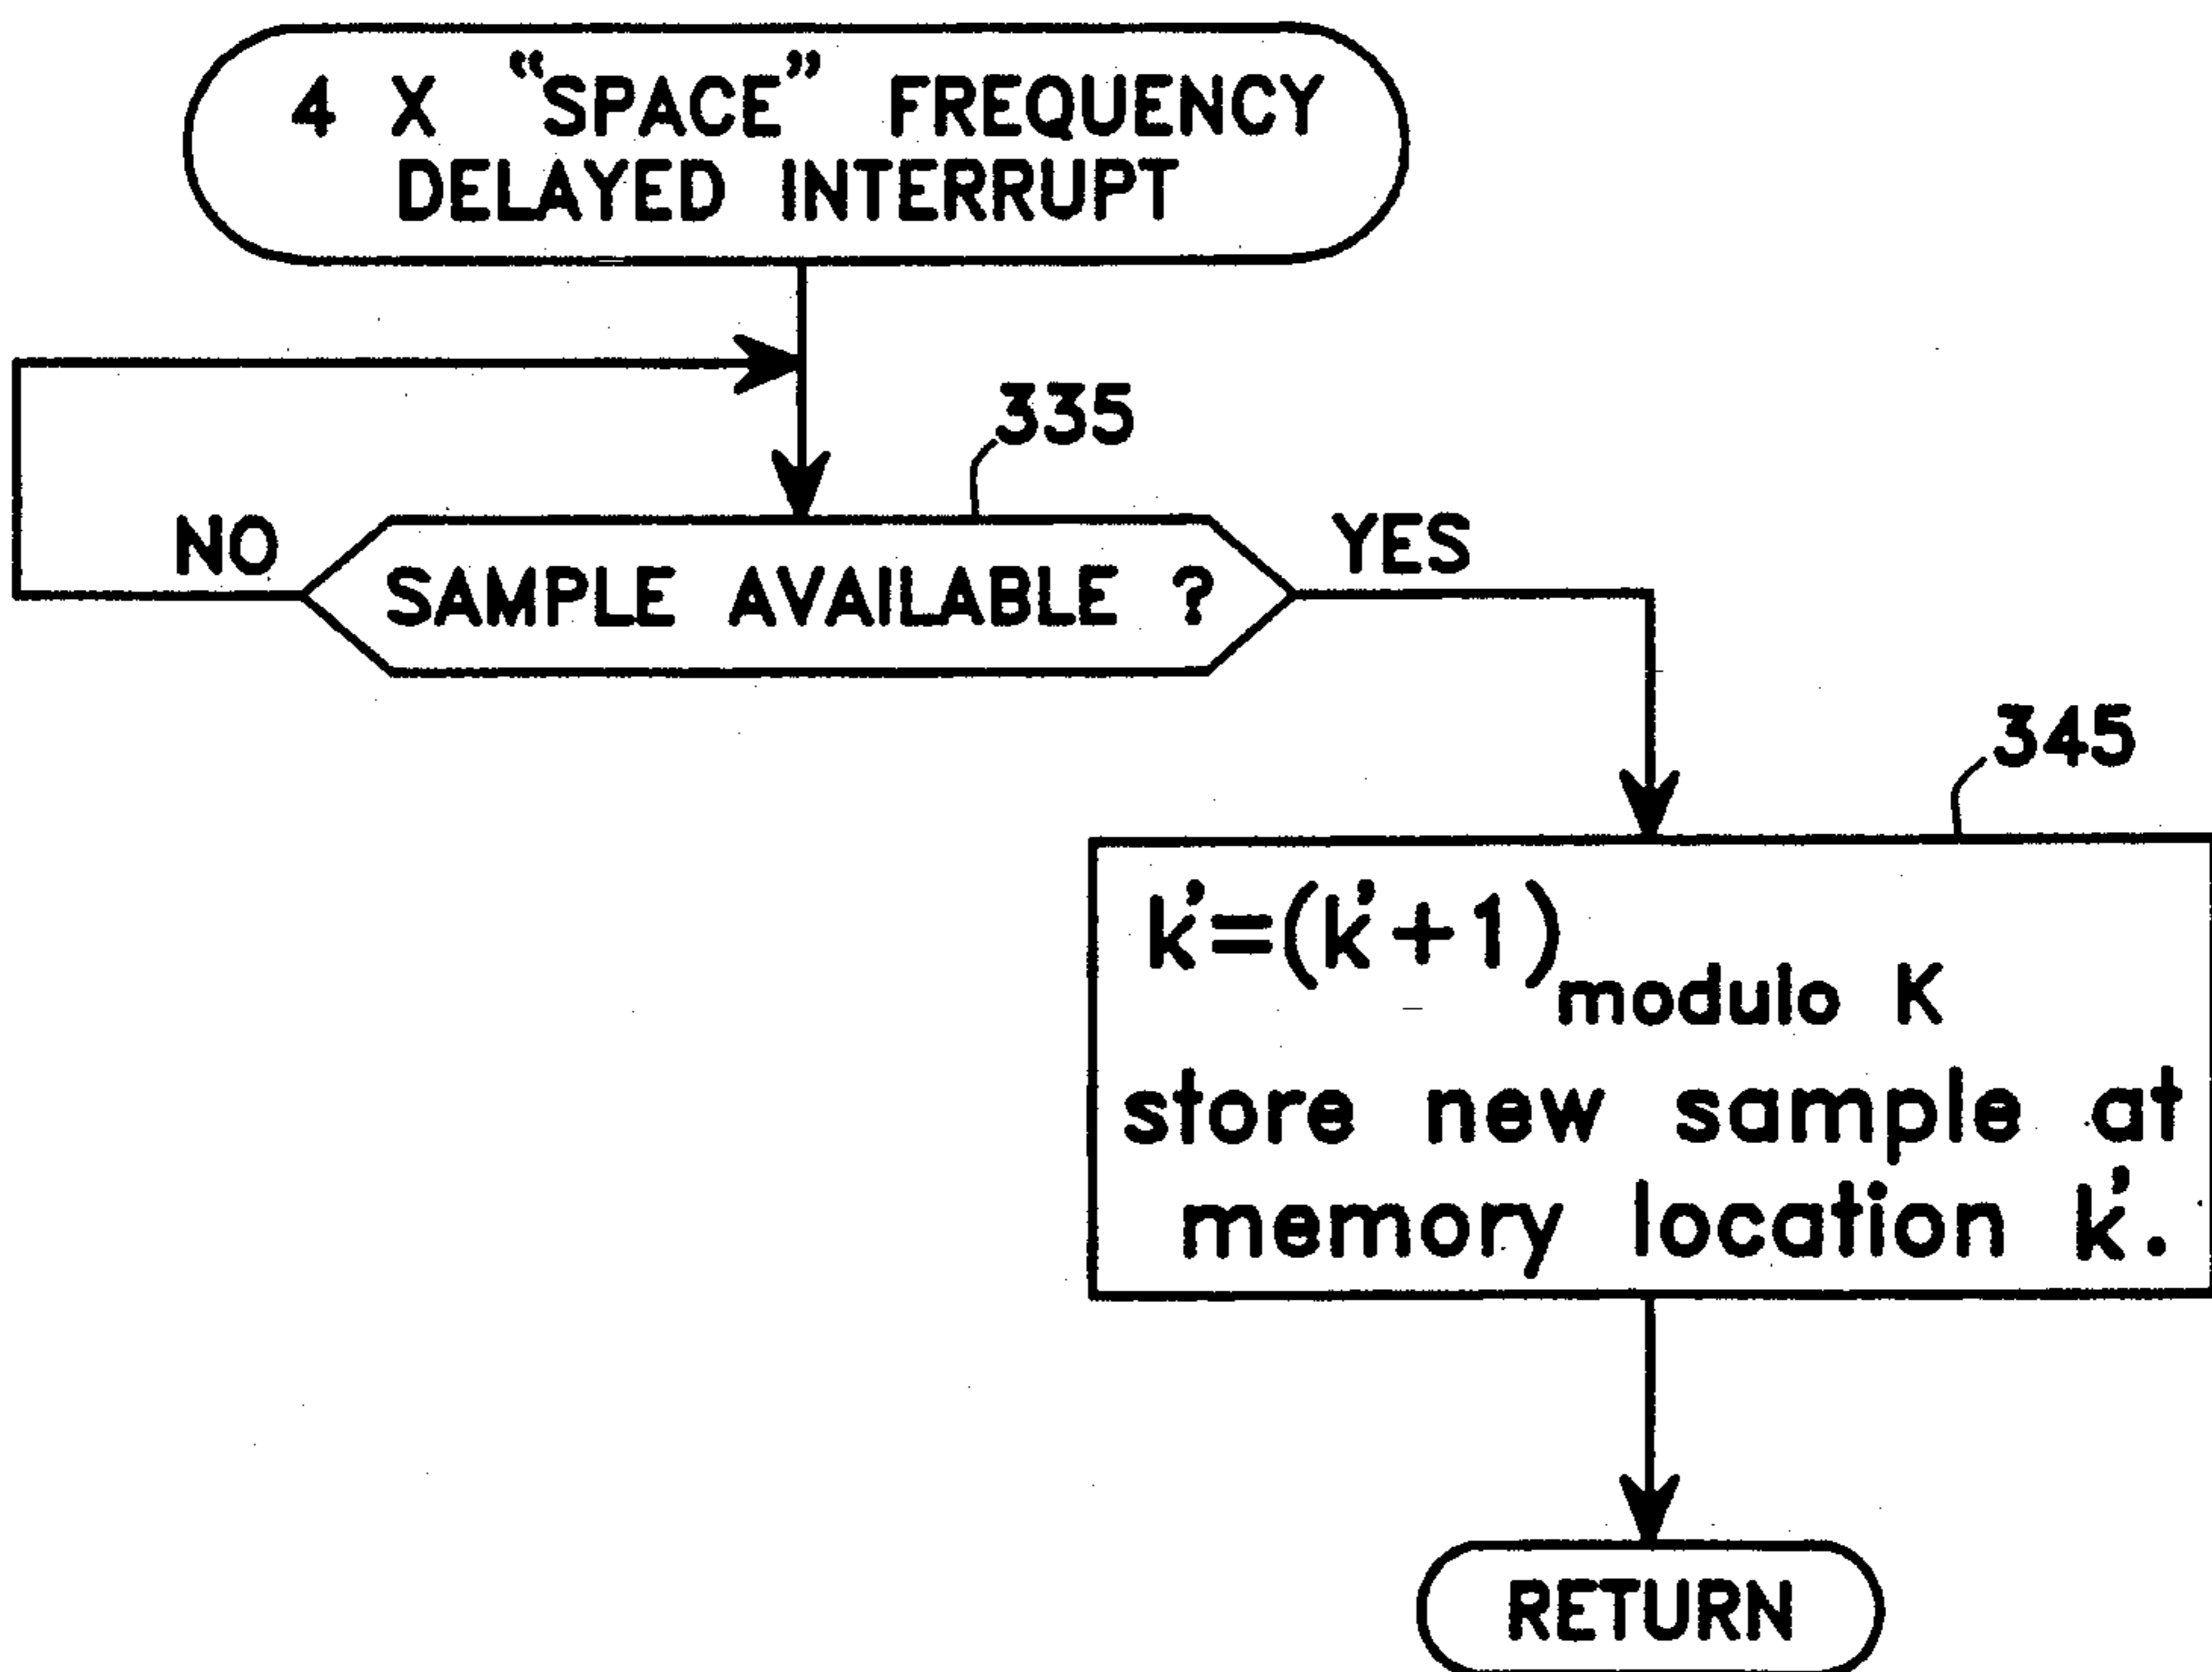 4 X “SPACE” FREQUENCY
DELAYED INTERRUPT
335
NO
SAMPLE AVAILABLE ?
YES
345
k'=(k'+1)modulo K
store new sample at
memory location k'.
RETURN